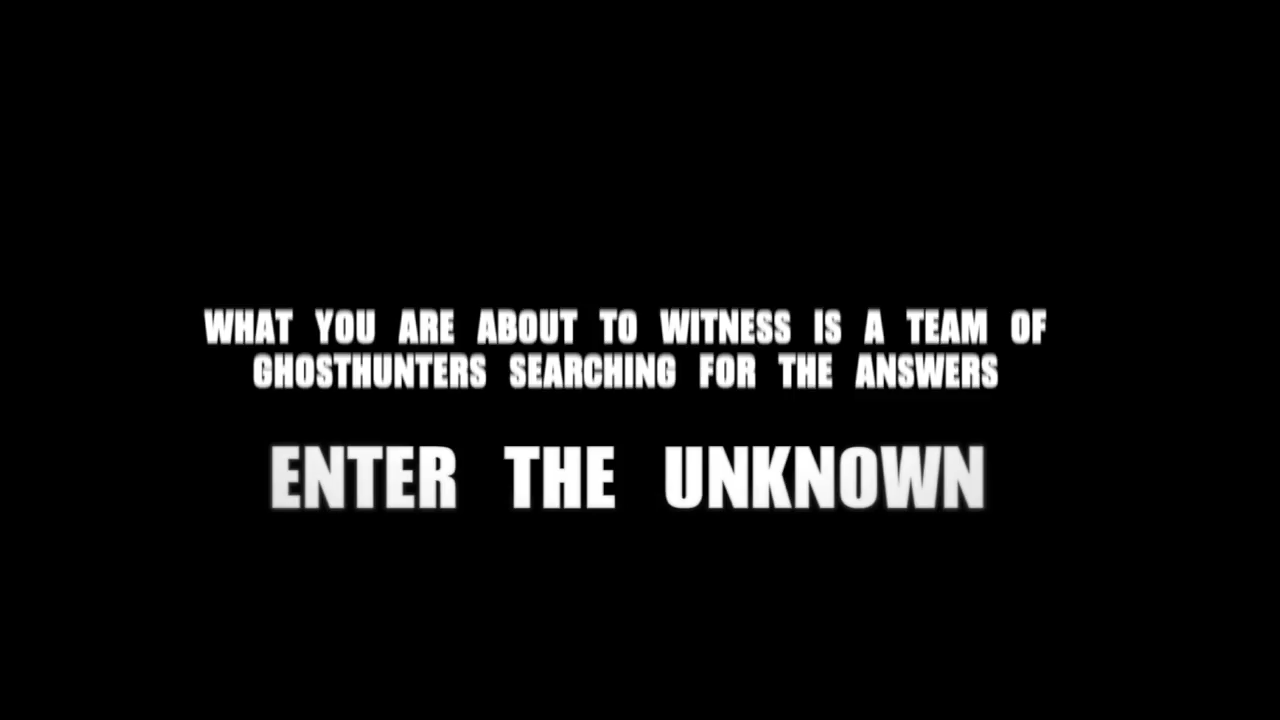 WHAT YOU ARE ABOUT TO WITNESS IS A TEAM OF
GHOSTHUNTERS SEARCHING FOR THE ANSWERS
ENTER THE UNKNOWN